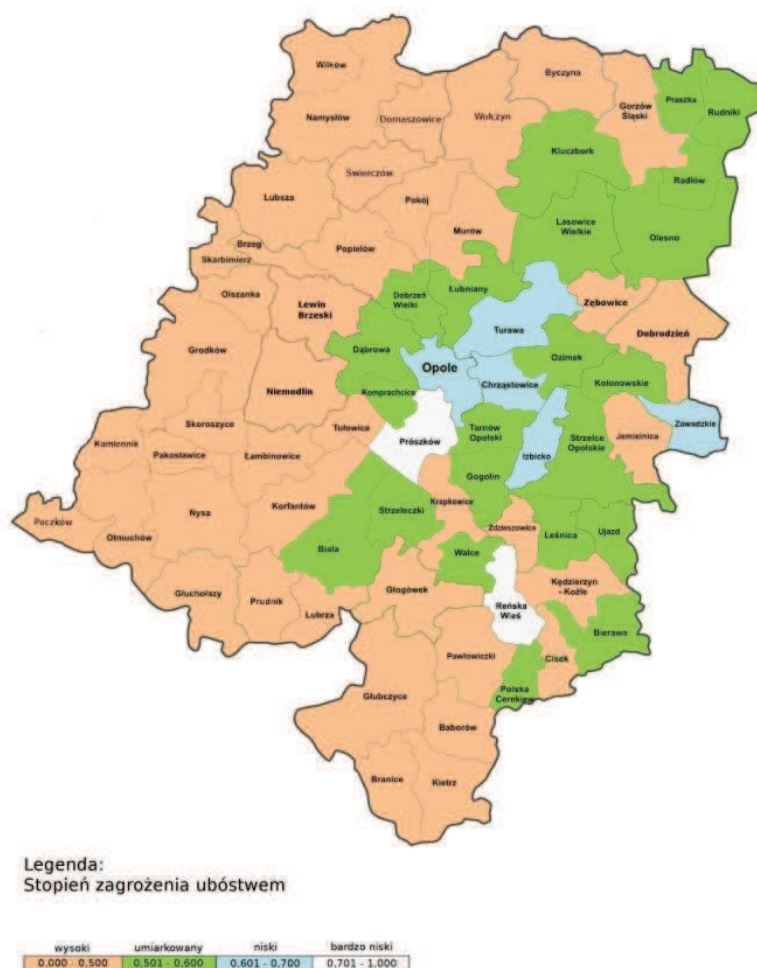 Wilków
Byczyna
Namysłów
Domaszowice
Wołczyn
Gorzów
Śląski
Praszka
Rudniki
Kluczbork
Radłów
Świerczów
Lubsza
Pokój
Lasowice
Wielkie
Olesno
Murów
Brzeg
Popielów
Skarbimierz
Olszanka
Dobrzeń
Wielki
Łubniany
Zębowice
Lewin
Brzeski
Turawa
Dobrodzień
Grodków
Dąbrowa
Opole
Ozimek
Niemodlin
Komprachcice
Chrząstowice
Kolonowskie
Skoroszyce
Tułowice
Prószków
Tarnów
Opolski
Strzelce
Opolskie
Zawadzkie
Kamiennik
Pakosławice
Łambinowice
Izbicko
Jemielnica
Gogolin
Nysa
Korfantów
Strzeleczki
Krapkowice
Paczków
Otmuchów
Zdzieszowice
Leśnica
Ujazd
Biała
Walce
Głuchołazy
Prudnik
Lubrza
Głogówek
Reńska
Wieś
Kędzierzyn
- Koźle
Bierawa
Pawłowiczki
Cisek
Głubczyce
Polska
Cerekiew
Baborów
Branice
Kietrz
Legenda:
Stopień zagrożenia ubóstwem
wysoki umiarkowany niski bardzo niski
0.000 - 0.500 0,501 - 0.600 0,601 - 0,700 0,701 - 1.000